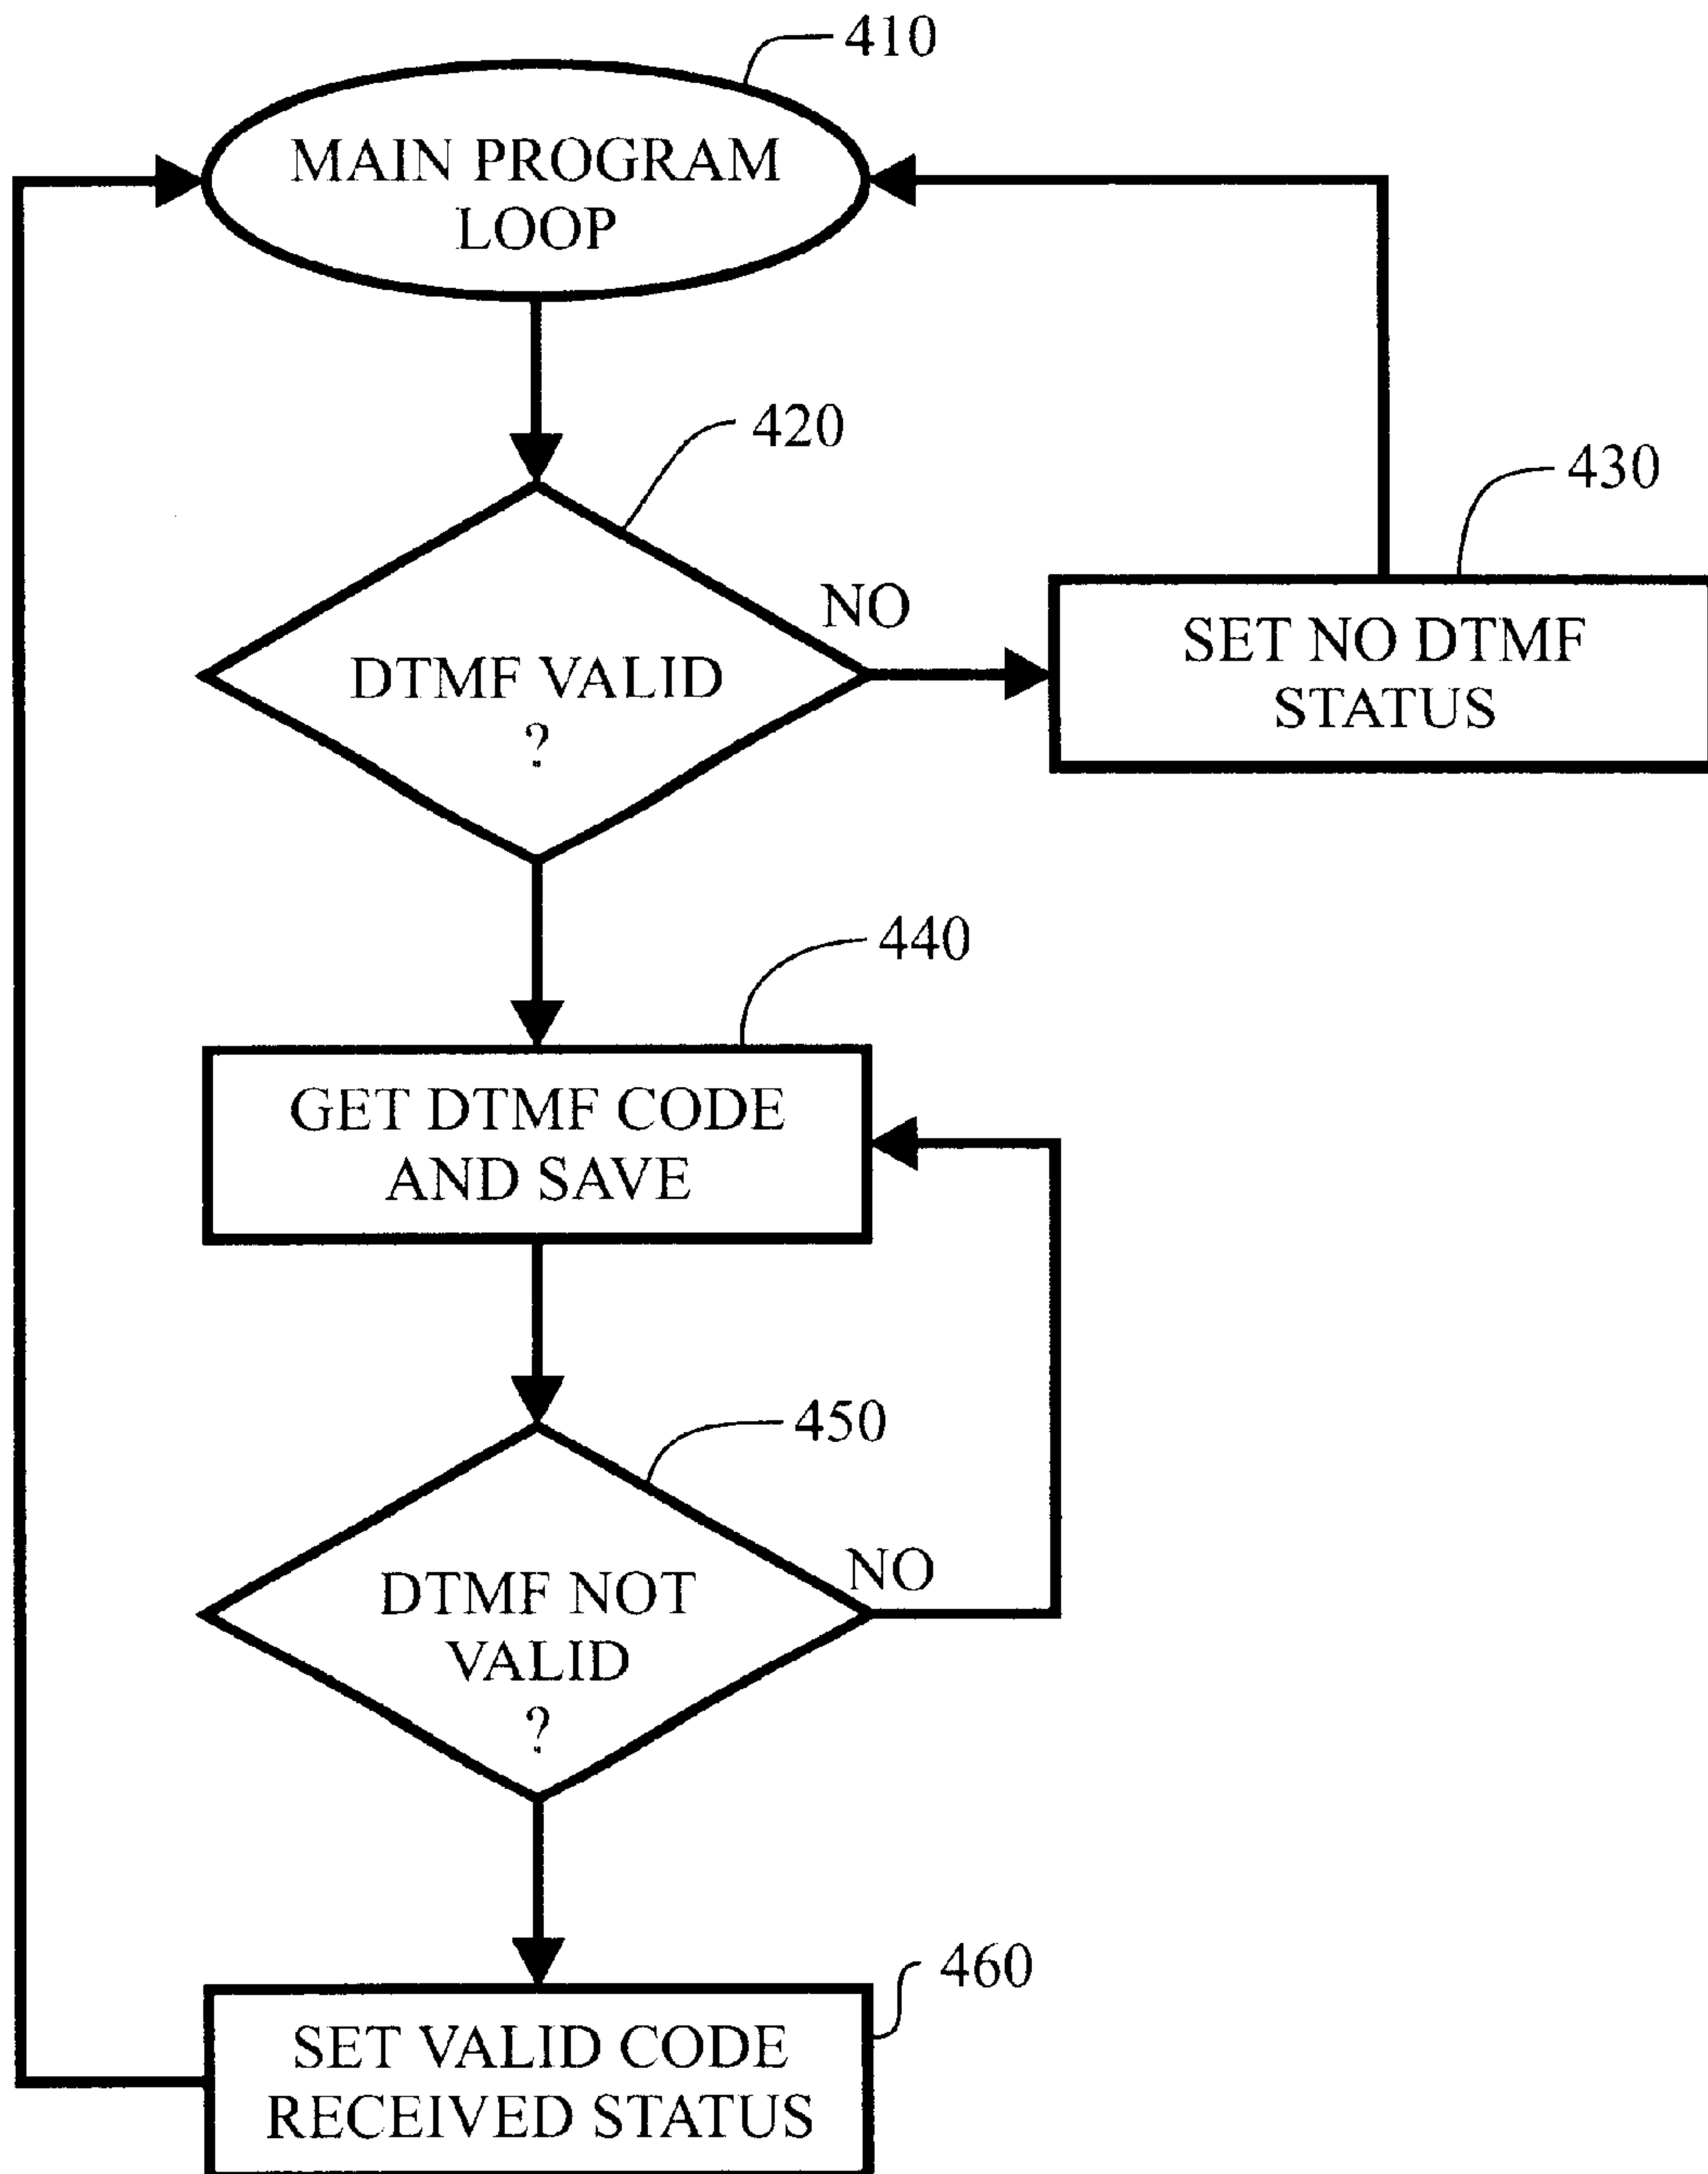 410
MAIN PROGRAM
LOOP
420
430
NO
DTMF VALID
?
SET NO DTMF
STATUS
440
GET DTMF CODE
AND SAVE
450
NO
DTMF NOT
VALID
?
460
SET VALID CODE
RECEIVED STATUS